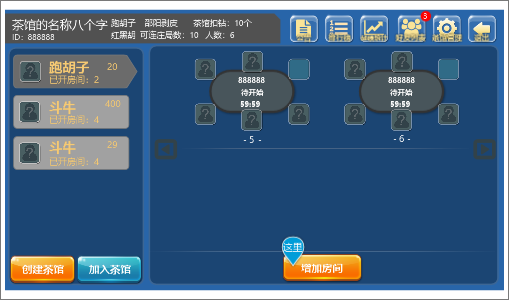 茶馆的名称八个字 跑胡子 邵阳剥皮 茶馆扣钻：10个
ID：888888 红黑胡 可连庄局数：10 人数：6
3
跑胡子 20
已开房间：2
斗牛 400
已开房间：4
斗牛 29
已开房间：4
创建茶馆 加入茶馆
888888
待开始
59:59
- 5 -
888888
待开始
59:59
- 6 -
这里
增加房间